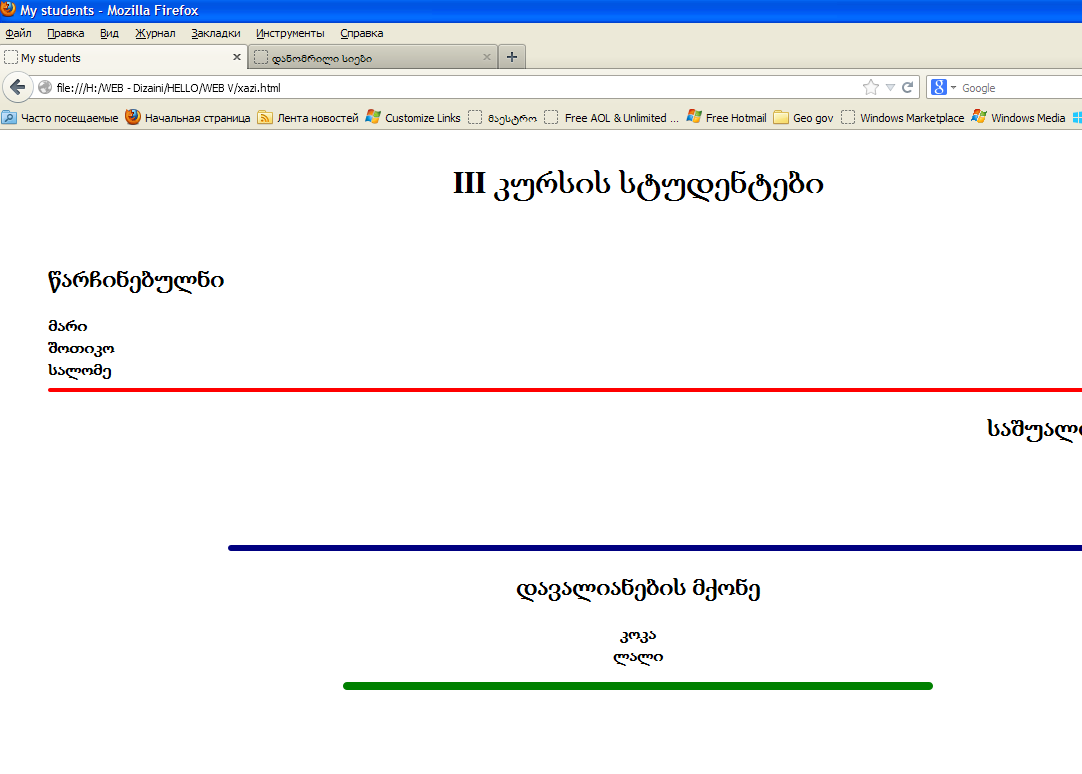 My students - Mozilla Firefox
Файл Правка Вид Журнал Закладки Инструменты Справка
My students × დანომრილი სიები × +
file:///H:/WEB - Dizaini/HELLO/WEB V/xazi.html 8 Google
Часто посещаемые Начальная страница Лента новостей Customize Links მაესტრო Free AOL & Unlimited ... Free Hotmail Geo gov Windows Marketplace Windows Media
III კურსის სტუდენტები
წარჩინებულნი
მარი
შოთიკო
სალომე
დავალიანების მქონე
კოკა
ლალი